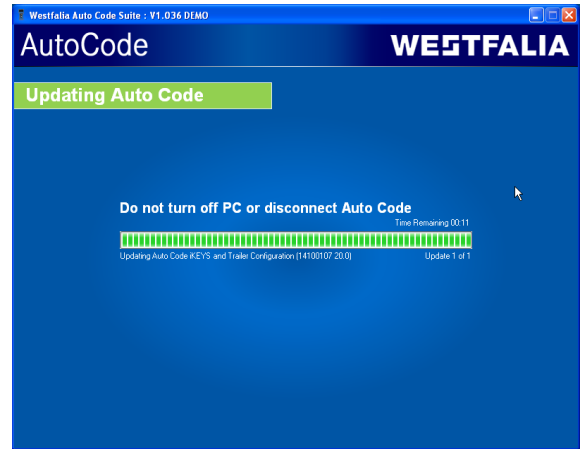 Westfalia Auto Code Suite : V1.036 DEMO
AutoCode
WESTFALIA
Updating Auto Code
Do not turn off PC or disconnect Auto Code
Time Remaining 00:11
Updating Auto Code iKEYS and Trailer Configuration (14100107 20.0)
Update 1 of 1